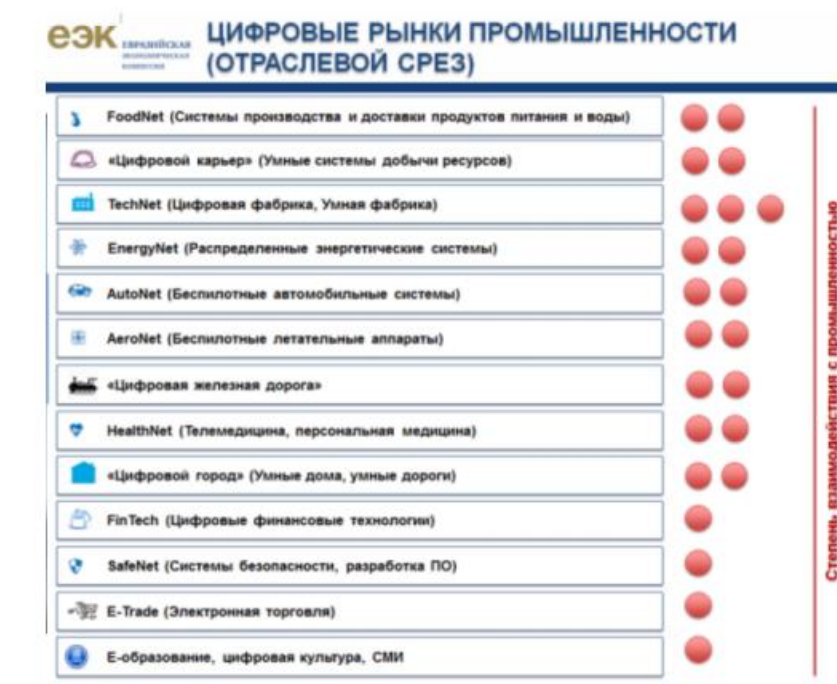 ЕЭК
ЕВРАЗИЙСКАЯ
ЭКОНОМИЧЕСКАЯ
КОМИССИЯ
ЦИФРОВЫЕ РЫНКИ ПРОМЫШЛЕННОСТИ
(ОТРАСЛЕВОЙ СРЕЗ)
FoodNet (Системы производства и доставки продуктов питания и воды)
«Цифровой карьер» (Умные системы добычи ресурсов)
TechNet (Цифровая фабрика, Умная фабрика)
EnergyNet (Распределенные энергетические системы)
AutoNet (Беспилотные автомобильные системы)
AeroNet (Беспилотные летательные аппараты)
«Цифровая железная дорога»
HealthNet (Телемедицина, персональная медицина)
«Цифровой город» (Умные дома, умные дороги)
FinTech (Цифровые финансовые технологии)
SafeNet (Системы безопасности, разработка ПО)
E-Trade (Электронная торговля)
Е-образование, цифровая культура, СМИ
Степень взаимодействия с промышленностью